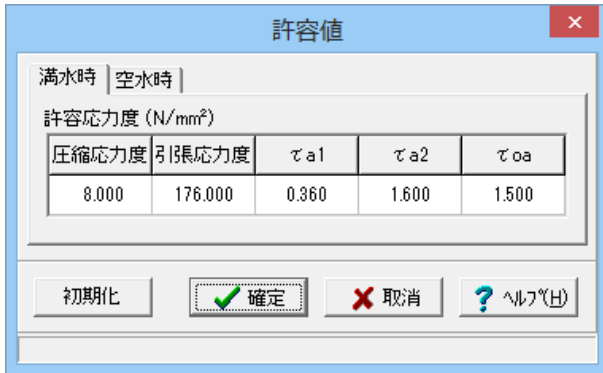 許容値
満水時 空水時
許容応力度 (N/mm²)
圧縮応力度 引張応力度 τa1 τa2 τoa
8.000 176.000 0.360 1.600 1.500
初期化 確定 取消 ? ﾍﾙﾌﾟ(H)